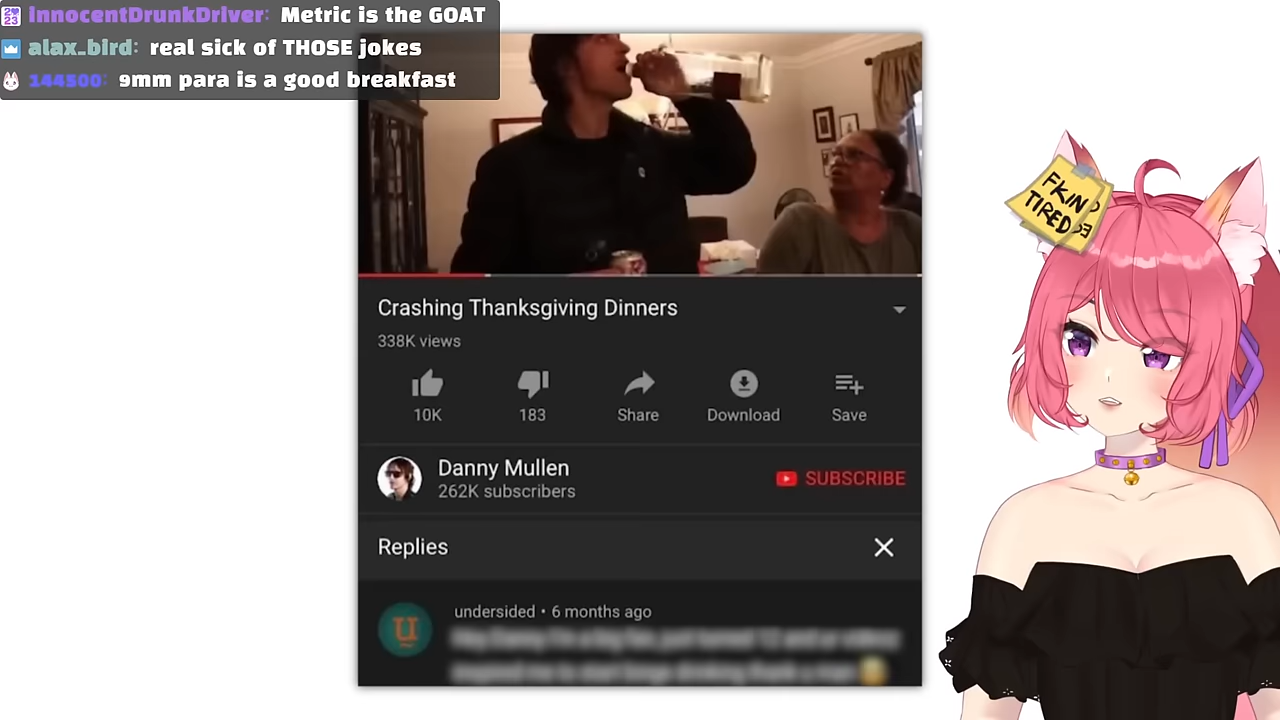 InnocentDrunkDriver: Metric is the GOAT
alax_bird: real sick of THOSE jokes
144500: 9mm para is a good breakfast
FKIN
TIRED
Crashing Thanksgiving Dinners
338K views
10K
183
Share
Download
Save
Danny Mullen
262K subscribers
SUBSCRIBE
Replies
undersided • 6 months ago